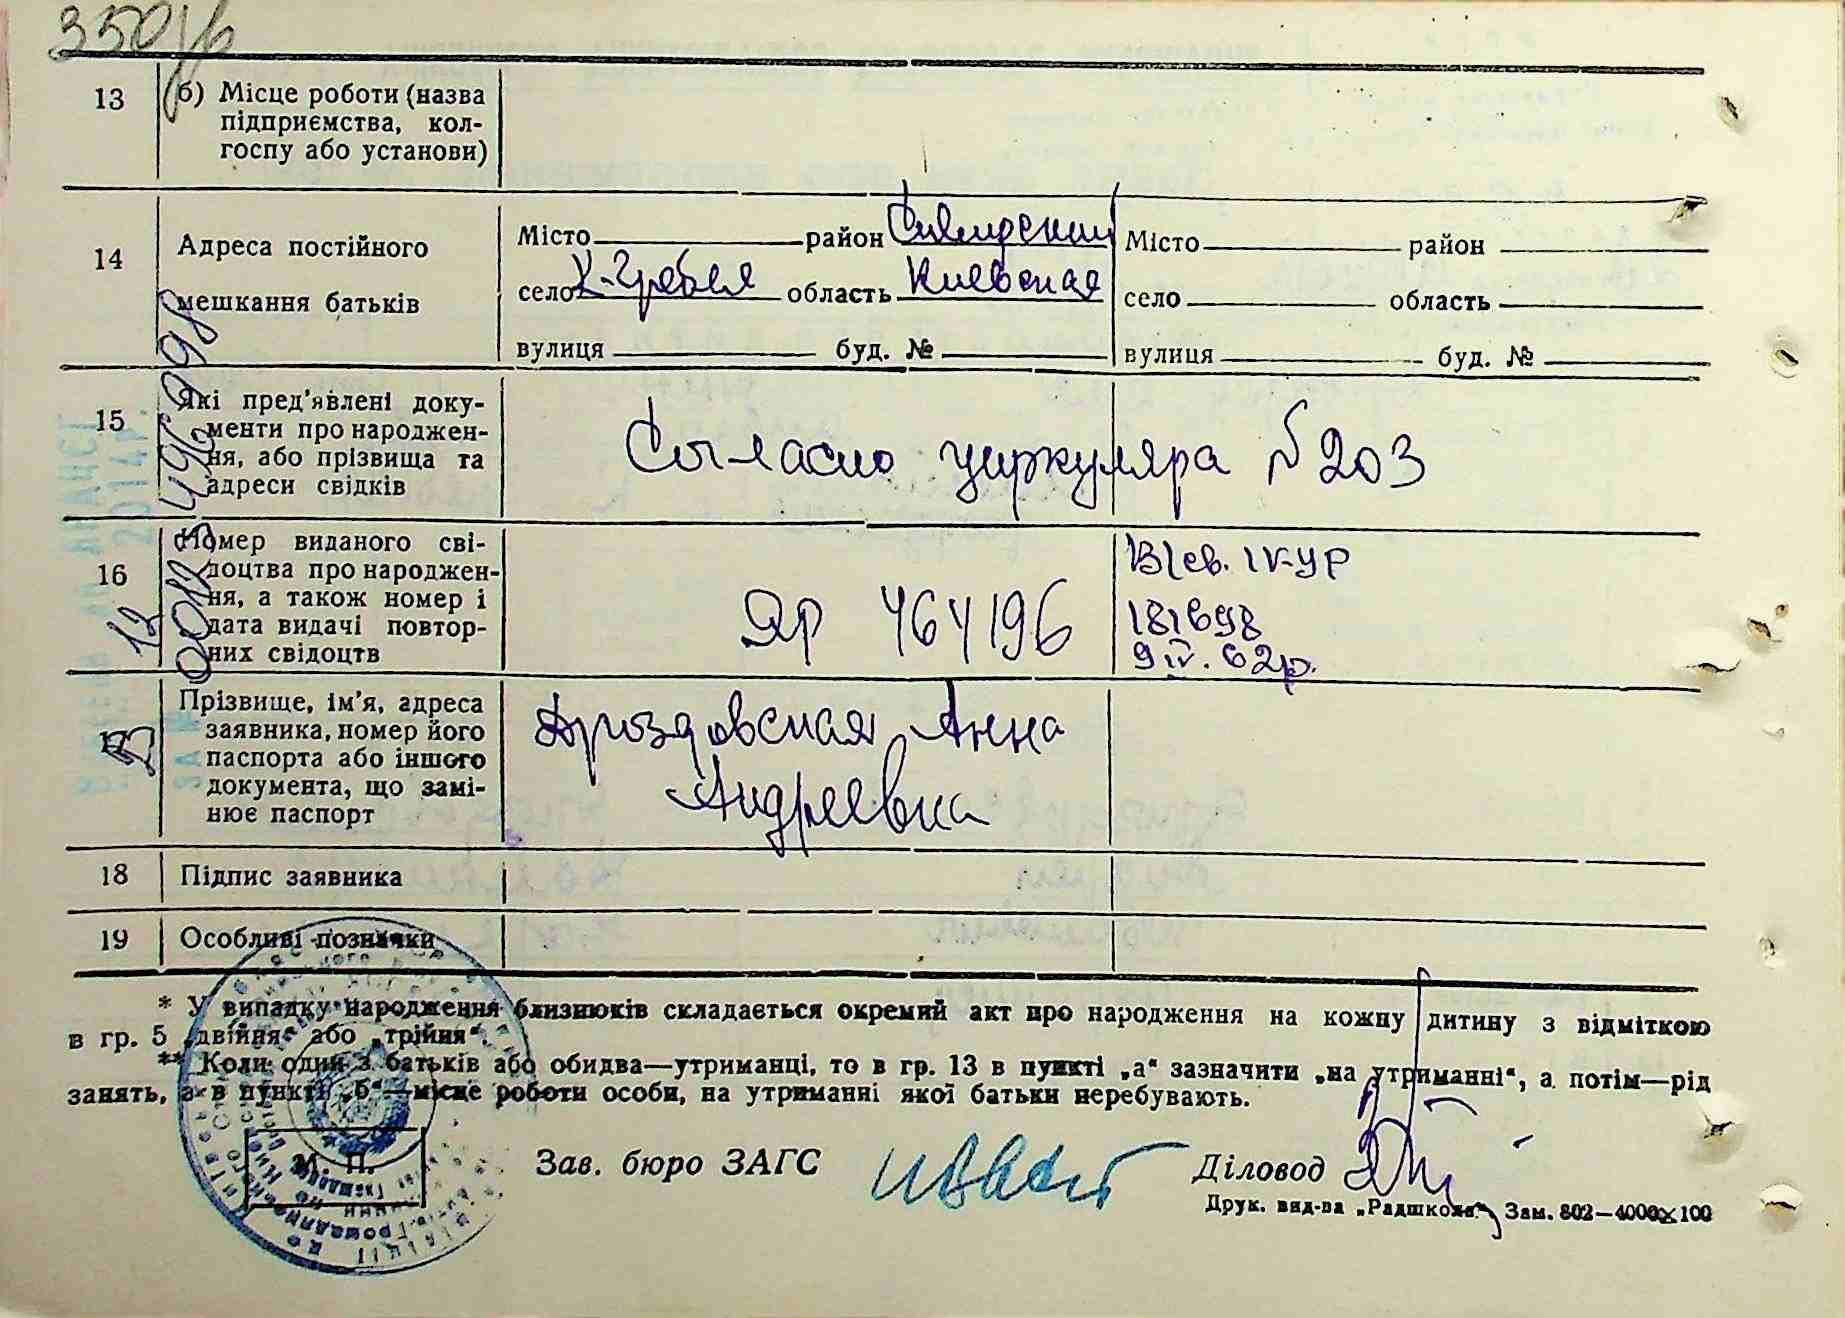 350/б
13 б) Місце роботи (назва
підприємства, кол-
госпу або установи)
14 Адреса постійного
мешкання батьків
Місто район Сквирский
село К-Гребля область Киевская
вулиця буд. №
Місто район
село область
вулиця буд. №
15 Які пред'явлені доку-
менти про народжен-
ня, або прізвища та
адреси свідків
Согласно циркуляра № 203
16 Номер виданого сві-
доцтва про народжен-
ня, а також номер і
дата видачі повтор-
них свідоцтв
ЯР 464196
В/св. IV-УР
181698
9 IV. 62р.
Прізвище, ім'я, адреса
заявника, номер його
паспорта або іншого
документа, що замі-
нює паспорт
Дроздовская Анна
Андреевна
18 Підпис заявника
19 Особливі позначки
* У випадку народження близнюків складається окремий акт про народження на кожну дитину з відміткою
в гр. 5 „двійня" або „трійня"
** Коли один з батьків або обидва—утриманці, то в гр. 13 в пункті „а" зазначити „на утриманні", а потім—рід
занять, а в пункті „б"—місце роботи особи, на утриманні якої батьки перебувають.
М. П.
Зав. бюро ЗАГС
Діловод
Друк. вид-ва „Радшкола". Зам. 802—4000х100